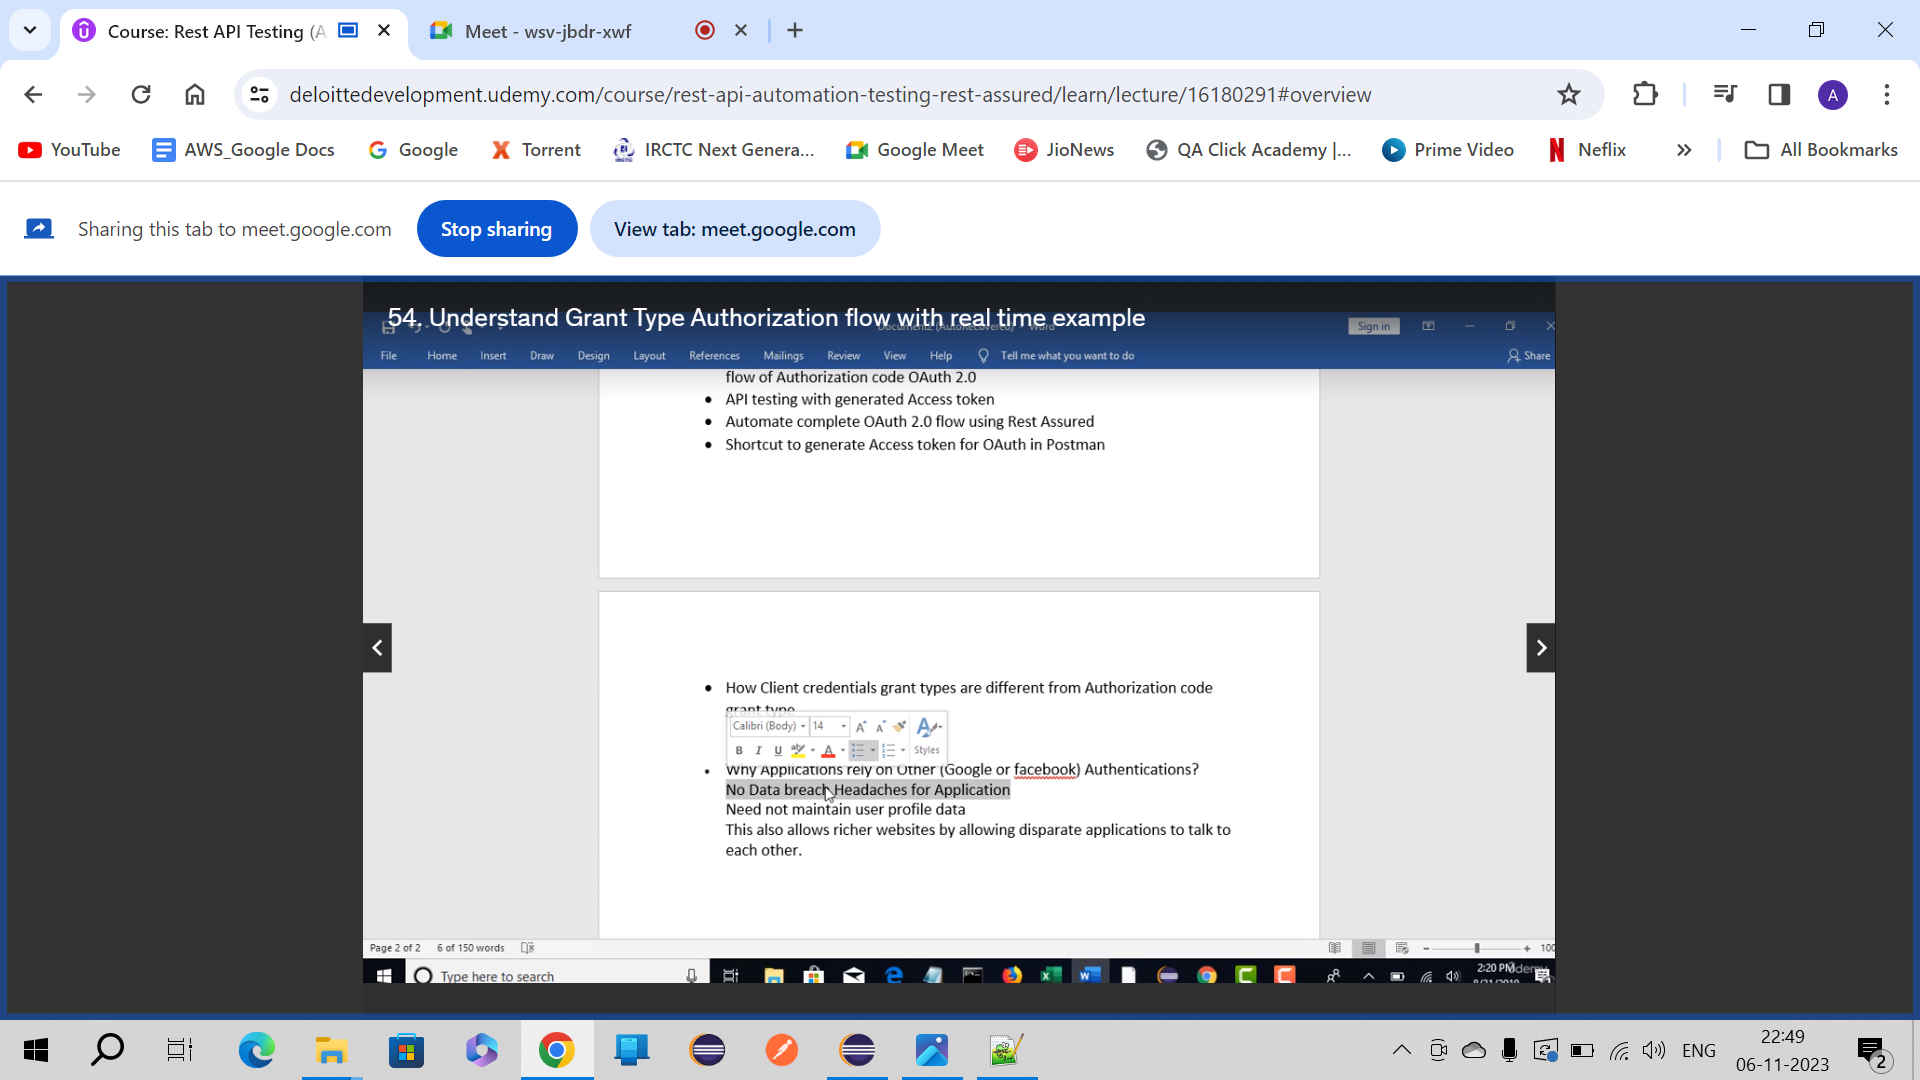 Course: Rest API Testing (A
Meet - wsv-jbdr-xwf
deloittedevelopment.udemy.com/course/rest-api-automation-testing-rest-assured/learn/lecture/16180291#overview
A
YouTube
AWS_Google Docs
Google
Torrent
IRCTC Next Genera...
Google Meet
JioNews
QA Click Academy |...
Prime Video
Neflix
All Bookmarks
Sharing this tab to meet.google.com
Stop sharing
View tab: meet.google.com
54. Understand Grant Type Authorization flow with real time example
Sign in
File Home Insert Draw Design Layout References Mailings Review View Help Tell me what you want to do Share
flow of Authorization code OAuth 2.0
• API testing with generated Access token
• Automate complete OAuth 2.0 flow using Rest Assured
• Shortcut to generate Access token for OAuth in Postman
• How Client credentials grant types are different from Authorization code
grant type
Calibri (Body) 14
B I U Styles
• Why Applications rely on Other (Google or facebook) Authentications?
No Data breach Headaches for Application
Need not maintain user profile data
This also allows richer websites by allowing disparate applications to talk to
each other.
Page 2 of 2 6 of 150 words
100
Type here to search
2:20 PM
22:49
ENG
06-11-2023
2